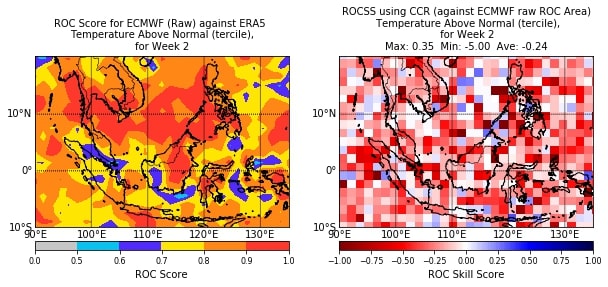 ROC Score for ECMWF (Raw) against ERA5
Temperature Above Normal (tercile),
for Week 2
10°N
0°
10°S
90°E 100°E 110°E 120°E 130°E
0.0 0.5 0.6 0.7 0.8 0.9 1.0
ROC Score
ROCSS using CCR (against ECMWF raw ROC Area)
Temperature Above Normal (tercile),
for Week 2
Max: 0.35 Min: -5.00 Ave: -0.24
10°N
0°
10°S
90°E 100°E 110°E 120°E 130°E
−1.00 −0.75 −0.50 −0.25 0.00 0.25 0.50 0.75 1.00
ROC Skill Score